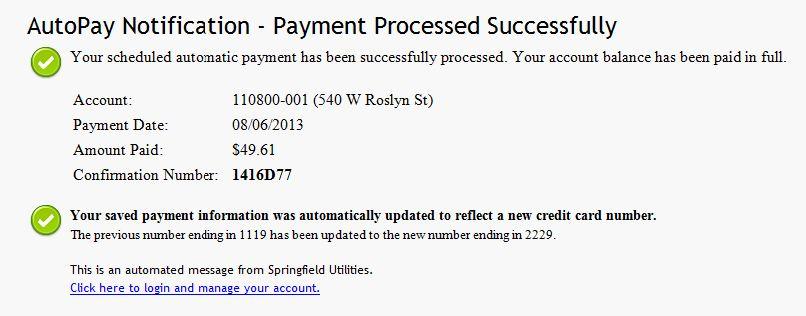 AutoPay Notification - Payment Processed Successfully
Your scheduled automatic payment has been successfully processed. Your account balance has been paid in full.
Account: 110800-001 (540 W Roslyn St)
Payment Date: 08/06/2013
Amount Paid: $49.61
Confirmation Number: 1416D77
Your saved payment information was automatically updated to reflect a new credit card number.
The previous number ending in 1119 has been updated to the new number ending in 2229.
This is an automated message from Springfield Utilities.
Click here to login and manage your account.